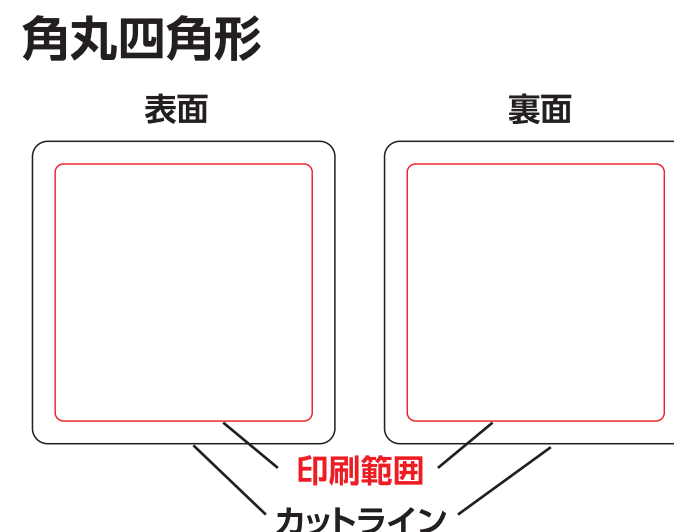 角丸四角形
表面
裏面
印刷範囲
カットライン